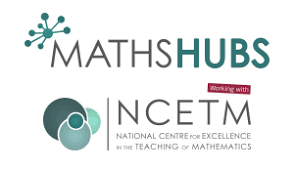 MATHSHUBS
Working with
NCETM
NATIONAL CENTRE FOR EXCELLENCE
IN THE TEACHING OF MATHEMATICS